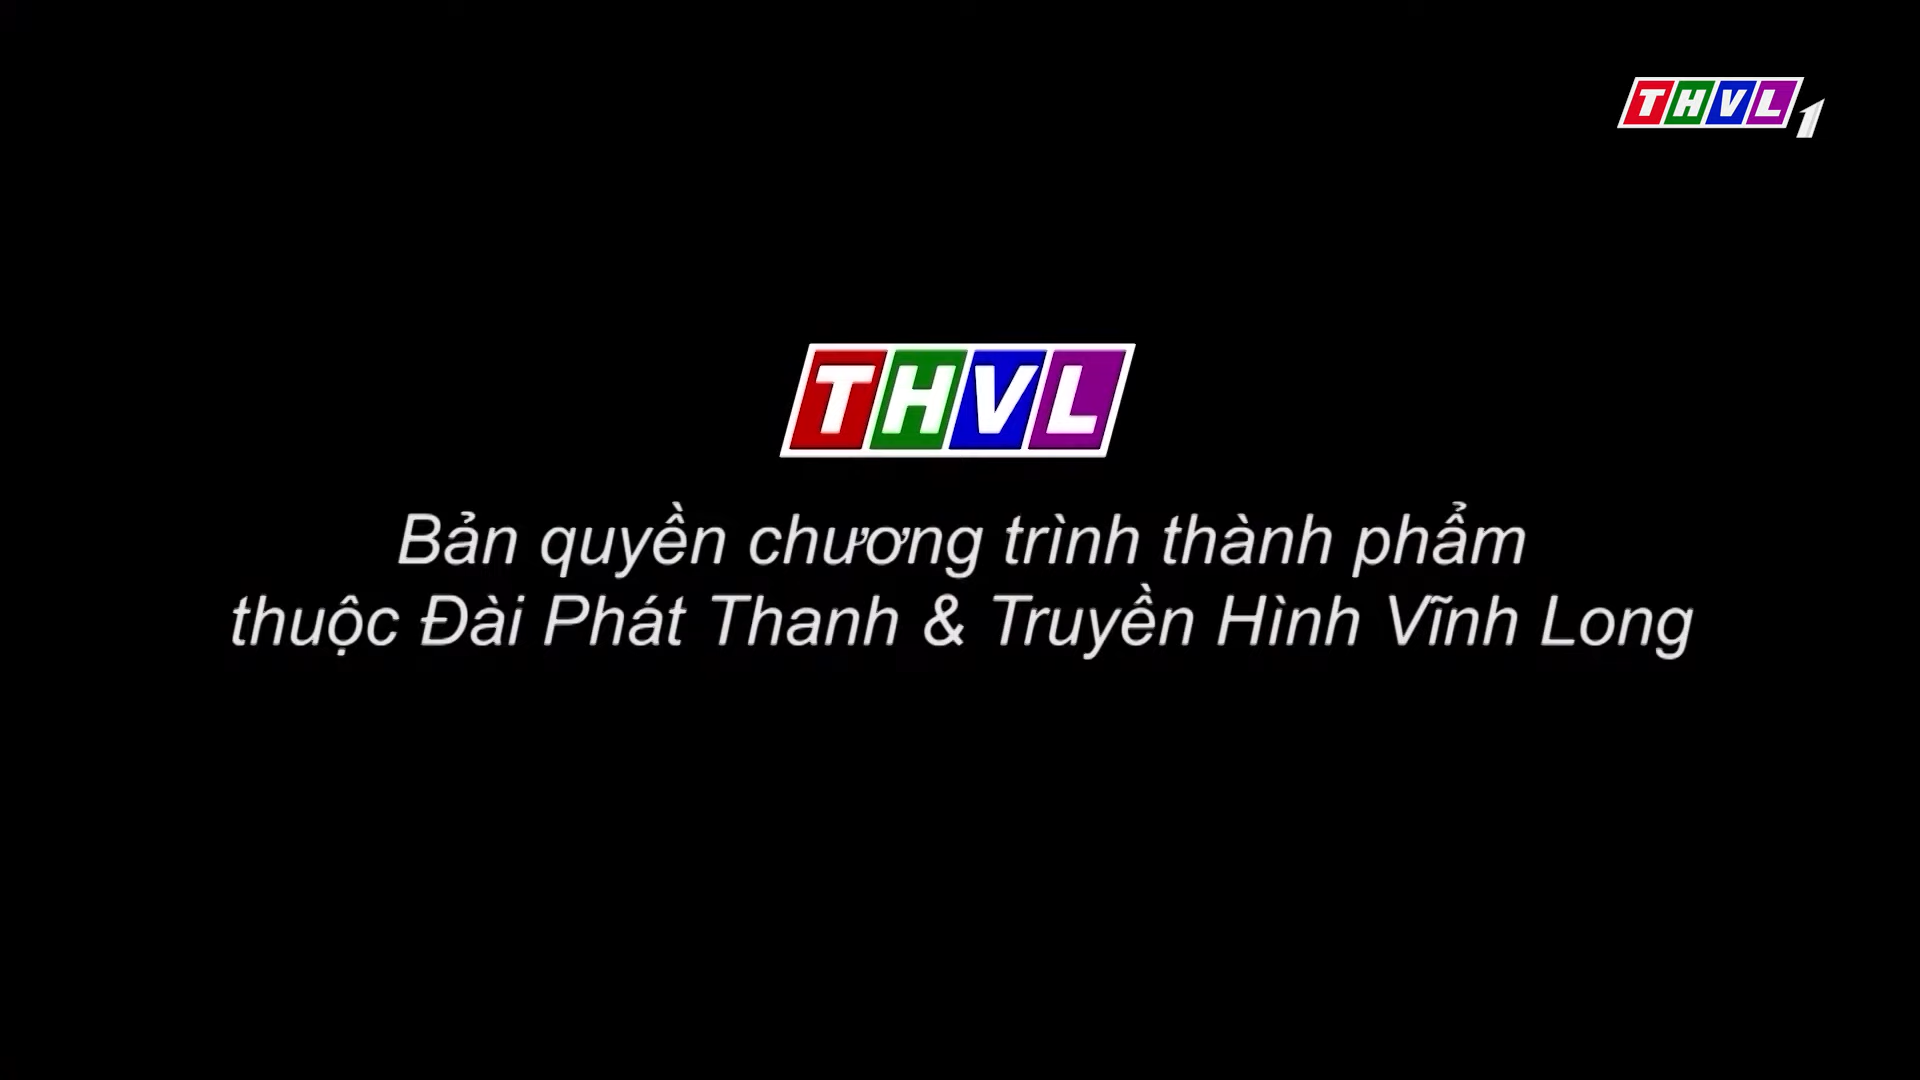 THVL1
THVL
Bản quyền chương trình thành phẩm
thuộc Đài Phát Thanh & Truyền Hình Vĩnh Long